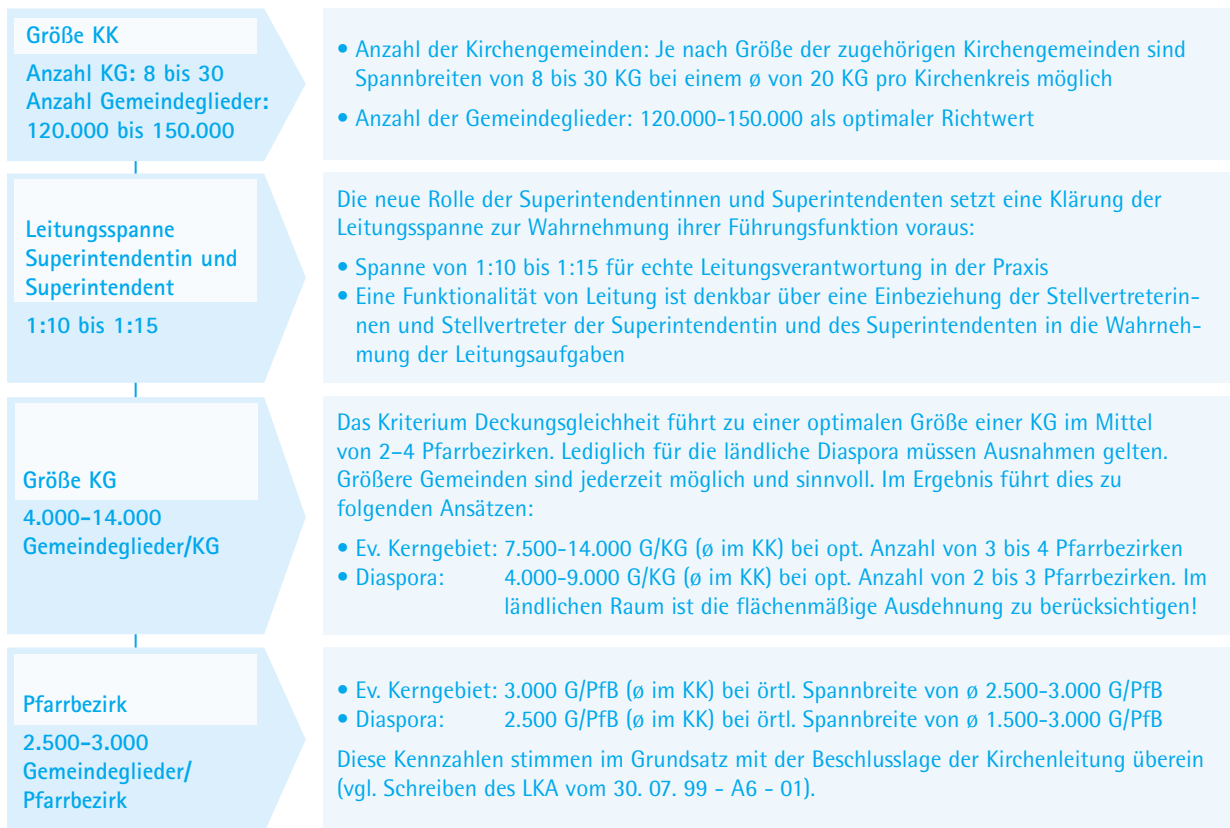 Größe KK
Anzahl KG: 8 bis 30
Anzahl Gemeindeglieder:
120.000 bis 150.000
• Anzahl der Kirchengemeinden: Je nach Größe der zugehörigen Kirchengemeinden sind
Spannbreiten von 8 bis 30 KG bei einem ø von 20 KG pro Kirchenkreis möglich
• Anzahl der Gemeindeglieder: 120.000-150.000 als optimaler Richtwert
Leitungsspanne
Superintendentin und
Superintendent
1:10 bis 1:15
Die neue Rolle der Superintendentinnen und Superintendenten setzt eine Klärung der
Leitungsspanne zur Wahrnehmung ihrer Führungsfunktion voraus:
• Spanne von 1:10 bis 1:15 für echte Leitungsverantwortung in der Praxis
• Eine Funktionalität von Leitung ist denkbar über eine Einbeziehung der Stellvertreterin-
nen und Stellvertreter der Superintendentin und des Superintendenten in die Wahrneh-
mung der Leitungsaufgaben
Größe KG
4.000-14.000
Gemeindeglieder/KG
Das Kriterium Deckungsgleichheit führt zu einer optimalen Größe einer KG im Mittel
von 2–4 Pfarrbezirken. Lediglich für die ländliche Diaspora müssen Ausnahmen gelten.
Größere Gemeinden sind jederzeit möglich und sinnvoll. Im Ergebnis führt dies zu
folgenden Ansätzen:
• Ev. Kerngebiet: 7.500-14.000 G/KG (ø im KK) bei opt. Anzahl von 3 bis 4 Pfarrbezirken
• Diaspora: 4.000-9.000 G/KG (ø im KK) bei opt. Anzahl von 2 bis 3 Pfarrbezirken. Im
ländlichen Raum ist die flächenmäßige Ausdehnung zu berücksichtigen!
Pfarrbezirk
2.500-3.000
Gemeindeglieder/
Pfarrbezirk
• Ev. Kerngebiet: 3.000 G/PfB (ø im KK) bei örtl. Spannbreite von ø 2.500-3.000 G/PfB
• Diaspora: 2.500 G/PfB (ø im KK) bei örtl. Spannbreite von ø 1.500-3.000 G/PfB
Diese Kennzahlen stimmen im Grundsatz mit der Beschlusslage der Kirchenleitung überein
(vgl. Schreiben des LKA vom 30. 07. 99 - A6 - 01).